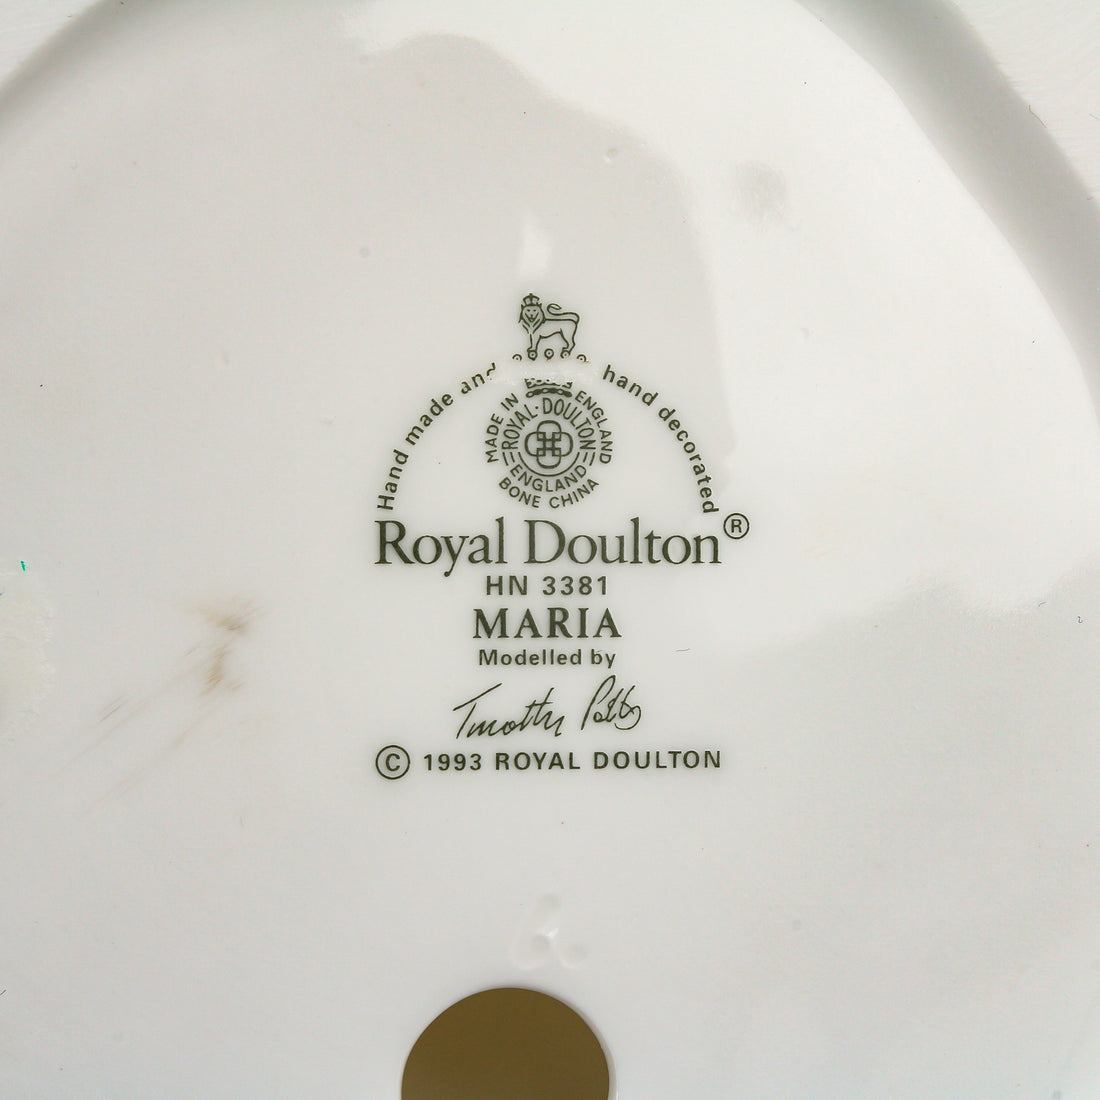 Hand made and hand decorated
MADE IN ENGLAND
ROYAL·DOULTON
ENGLAND
BONE CHINA
Royal Doulton®
HN 3381
MARIA
Modelled by
Timothy Potts
© 1993 ROYAL DOULTON